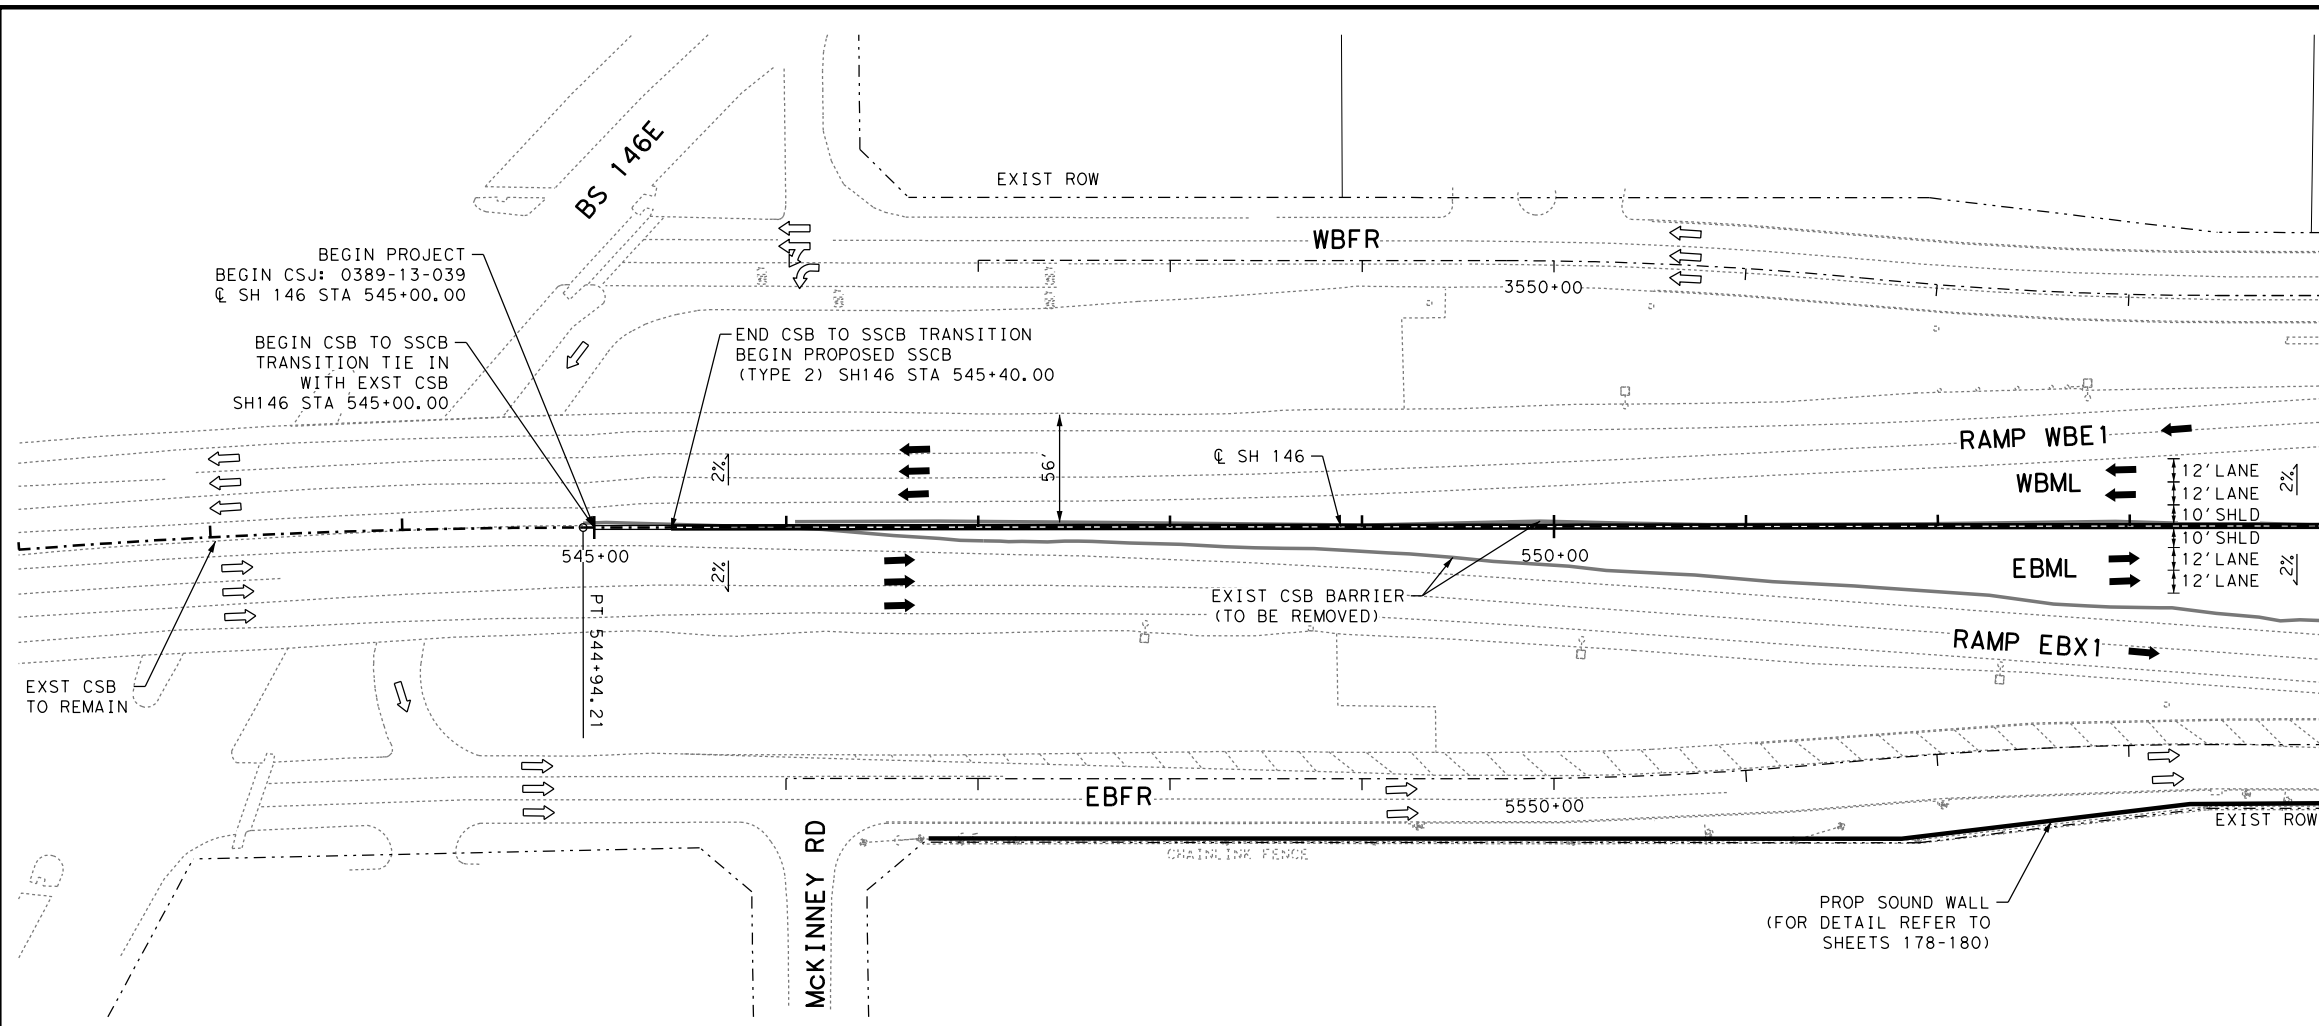 BS 146E
EXIST ROW
WBFR
3550+00
BEGIN PROJECT
BEGIN CSJ: 0389-13-039
℄ SH 146 STA 545+00.00
BEGIN CSB TO SSCB
TRANSITION TIE IN
WITH EXST CSB
SH146 STA 545+00.00
END CSB TO SSCB TRANSITION
BEGIN PROPOSED SSCB
(TYPE 2) SH146 STA 545+40.00
2%
56'
℄ SH 146
RAMP WBE1
WBML
12'LANE
12'LANE
10'SHLD
2%
545+00
550+00
10'SHLD
12'LANE
12'LANE
2%
EBML
2%
PT 544+94.21
EXIST CSB BARRIER
(TO BE REMOVED)
RAMP EBX1
EXST CSB
TO REMAIN
EBFR
5550+00
EXIST ROW
McKINNEY RD
CHAINLINK FENCE
PROP SOUND WALL
(FOR DETAIL REFER TO
SHEETS 178-180)